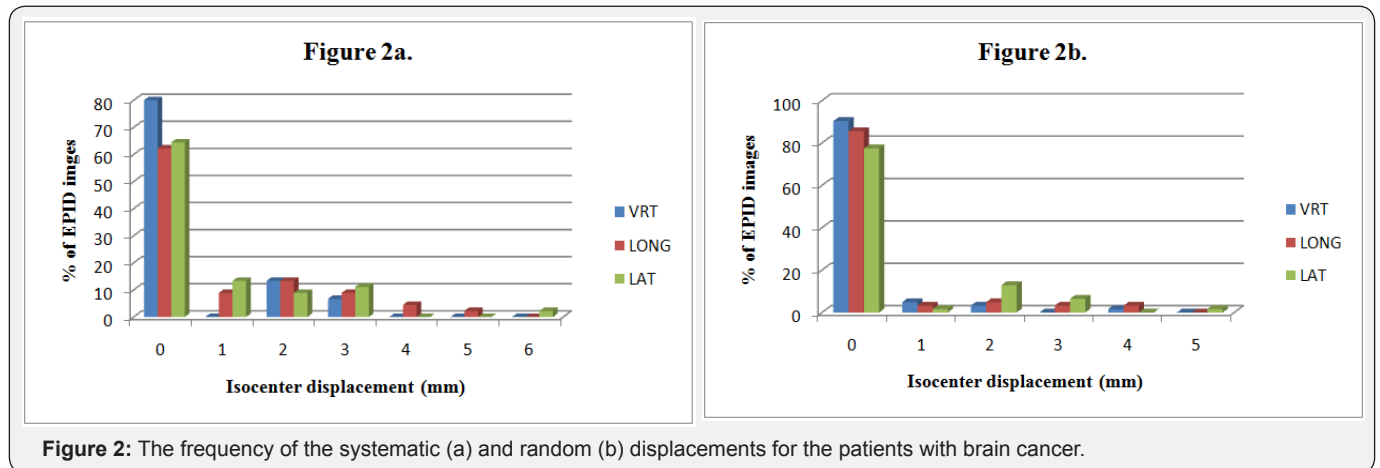 Figure 2a.
% of EPID imges
80
70
60
50
40
30
20
10
0
0 1 2 3 4 5 6
Isocenter displacement (mm)
VRT
LONG
LAT
Figure 2b.
% of EPID images
100
80
60
40
20
0
0 1 2 3 4 5
Isocenter displacement (mm)
VRT
LONG
LAT
Figure 2: The frequency of the systematic (a) and random (b) displacements for the patients with brain cancer.